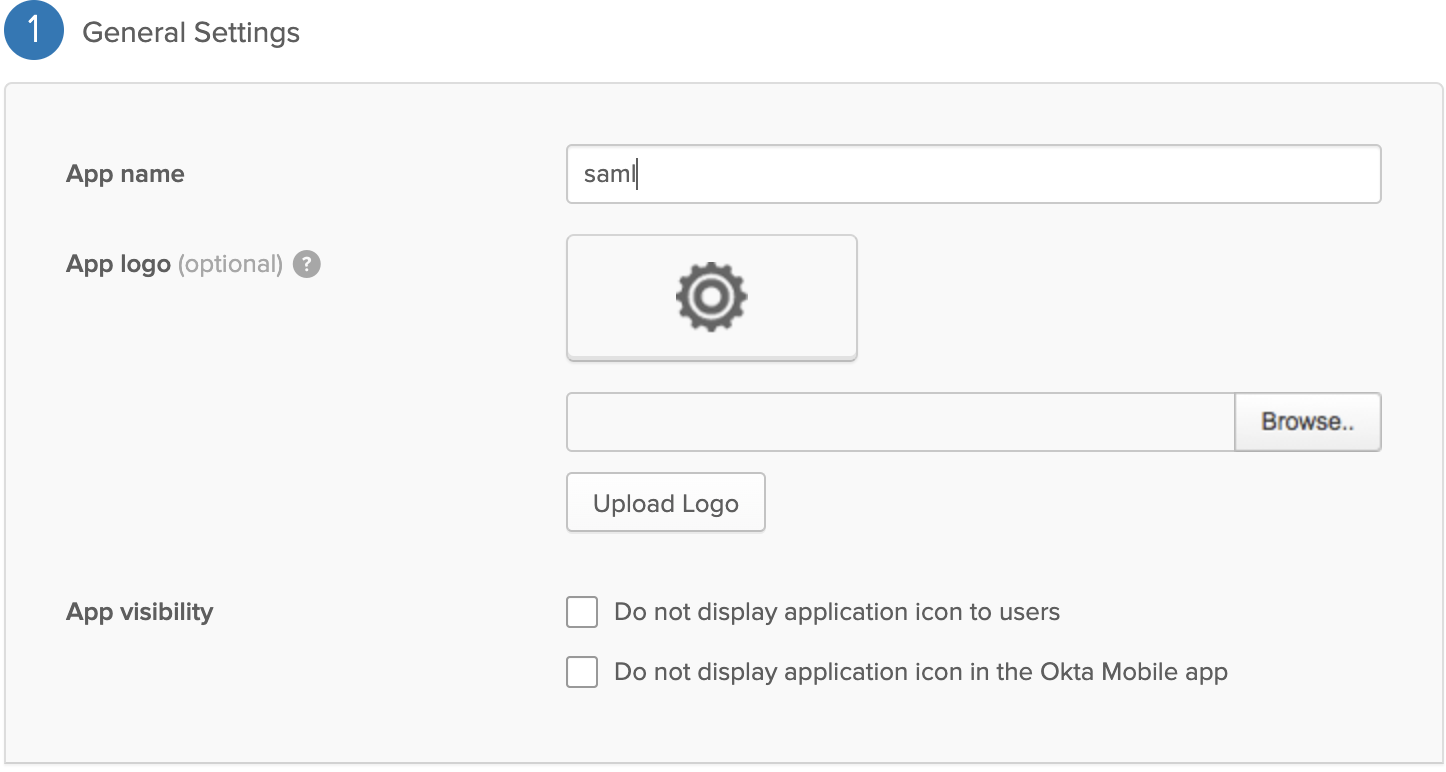 1 General Settings
App name
saml
App logo (optional) ?
Browse..
Upload Logo
App visibility
Do not display application icon to users
Do not display application icon in the Okta Mobile app